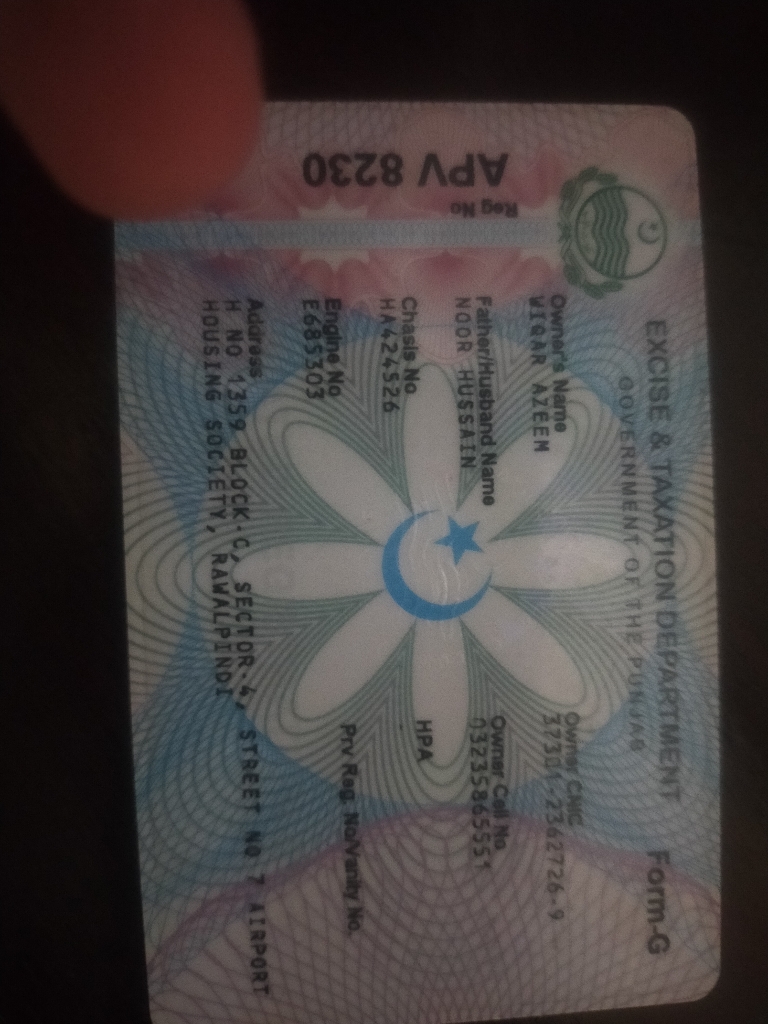 EXCISE & TAXATION DEPARTMENT Form-G
GOVERNMENT OF THE PUNJAB
Reg No
APV 8230
Owner's Name
WIQAR AZEEM
Owner CNIC
37301-2362726-9
Father/Husband Name
NOOR HUSSAIN
Owner Cell No
03235865551
Chasis No
HA424526
HPA
.
Engine No
E685303
Prv Reg. No/Vanity No.
Address
H NO 1359 BLOCK-C, SECTOR-4, STREET NO 7 AIRPORT
HOUSING SOCIETY, RAWALPINDI